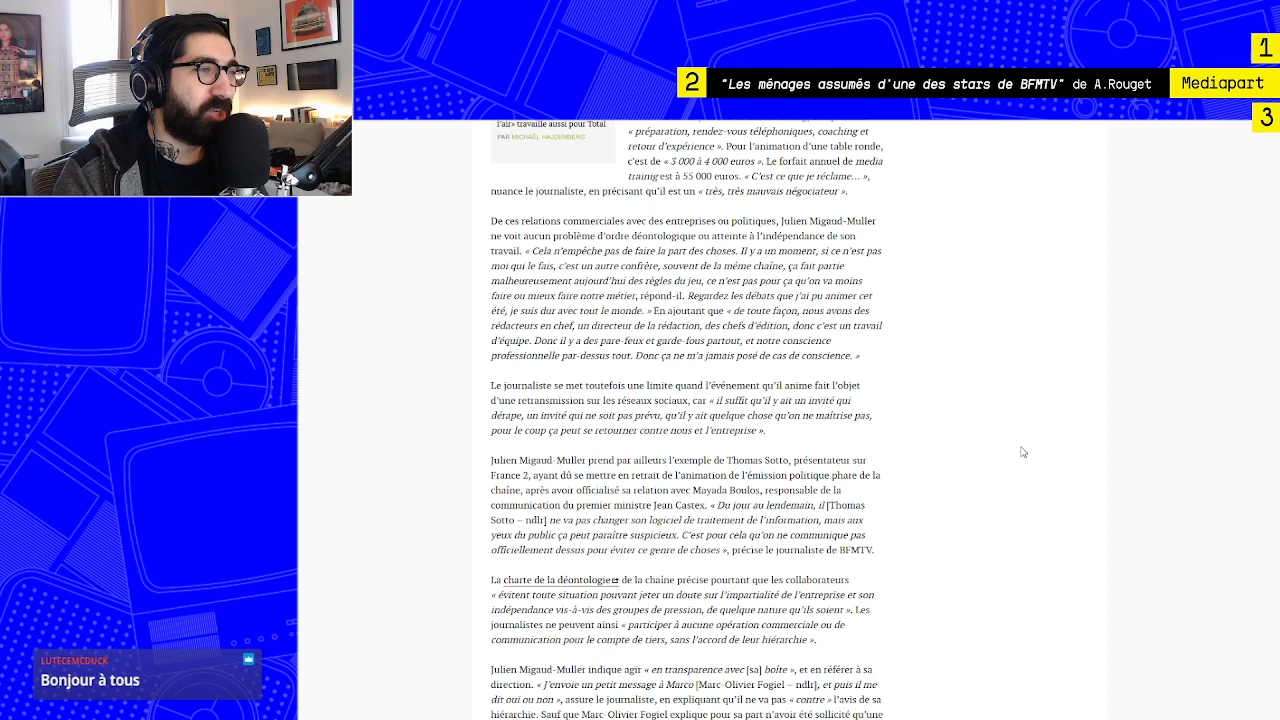 1
2 "Les ménages assumés d'une des stars de BFMTV" de A.Rouget Mediapart
3
l'air» travaille aussi pour Total
PAR MICHAËL HAJDENBERG
« préparation, rendez-vous téléphoniques, coaching et
retour d'expérience ». Pour l'animation d'une table ronde,
c'est de « 3 000 à 4 000 euros ». Le forfait annuel de media
trainig est à 55 000 euros. « C'est ce que je réclame… »,
nuance le journaliste, en précisant qu'il est un « très, très mauvais négociateur ».
De ces relations commerciales avec des entreprises ou politiques, Julien Migaud-Muller
ne voit aucun problème d'ordre déontologique ou atteinte à l'indépendance de son
travail. « Cela n'empêche pas de faire la part des choses. Il y a un moment, si ce n'est pas
moi qui le fais, c'est un autre confrère, souvent de la même chaîne, ça fait partie
malheureusement aujourd'hui des règles du jeu, ce n'est pas pour ça qu'on va moins
faire ou mieux faire notre métier, répond-il. Regardez les débats que j'ai pu animer cet
été, je suis dur avec tout le monde. » En ajoutant que « de toute façon, nous avons des
rédacteurs en chef, un directeur de la rédaction, des chefs d'édition, donc c'est un travail
d'équipe. Donc il y a des pare-feux et garde-fous partout, et notre conscience
professionnelle par-dessus tout. Donc ça ne m'a jamais posé de cas de conscience. »
Le journaliste se met toutefois une limite quand l'événement qu'il anime fait l'objet
d'une retransmission sur les réseaux sociaux, car « il suffit qu'il y ait un invité qui
dérape, un invité qui ne soit pas prévu, qu'il y ait quelque chose qu'on ne maîtrise pas,
pour le coup ça peut se retourner contre nous et l'entreprise ».
Julien Migaud-Muller prend par ailleurs l'exemple de Thomas Sotto, présentateur sur
France 2, ayant dû se mettre en retrait de l'animation de l'émission politique phare de la
chaîne, après avoir officialisé sa relation avec Mayada Boulos, responsable de la
communication du premier ministre Jean Castex. « Du jour au lendemain, il [Thomas
Sotto – ndlr] ne va pas changer son logiciel de traitement de l'information, mais aux
yeux du public ça peut paraître suspicieux. C'est pour cela qu'on ne communique pas
officiellement dessus pour éviter ce genre de choses », précise le journaliste de BFMTV.
La charte de la déontologie de la chaîne précise pourtant que les collaborateurs
« évitent toute situation pouvant jeter un doute sur l'impartialité de l'entreprise et son
indépendance vis-à-vis des groupes de pression, de quelque nature qu'ils soient ». Les
journalistes ne peuvent ainsi « participer à aucune opération commerciale ou de
communication pour le compte de tiers, sans l'accord de leur hiérarchie ».
Julien Migaud-Muller indique agir « en transparence avec [sa] boîte », et en référer à sa
direction. « J'envoie un petit message à Marco [Marc-Olivier Fogiel – ndlr], et puis il me
dit oui ou non », assure le journaliste, en expliquant qu'il ne va pas « contre » l'avis de sa
hiérarchie. Sauf que Marc-Olivier Fogiel explique pour sa part n'avoir été sollicité qu'une
LUTECEMCDUCK
Bonjour à tous